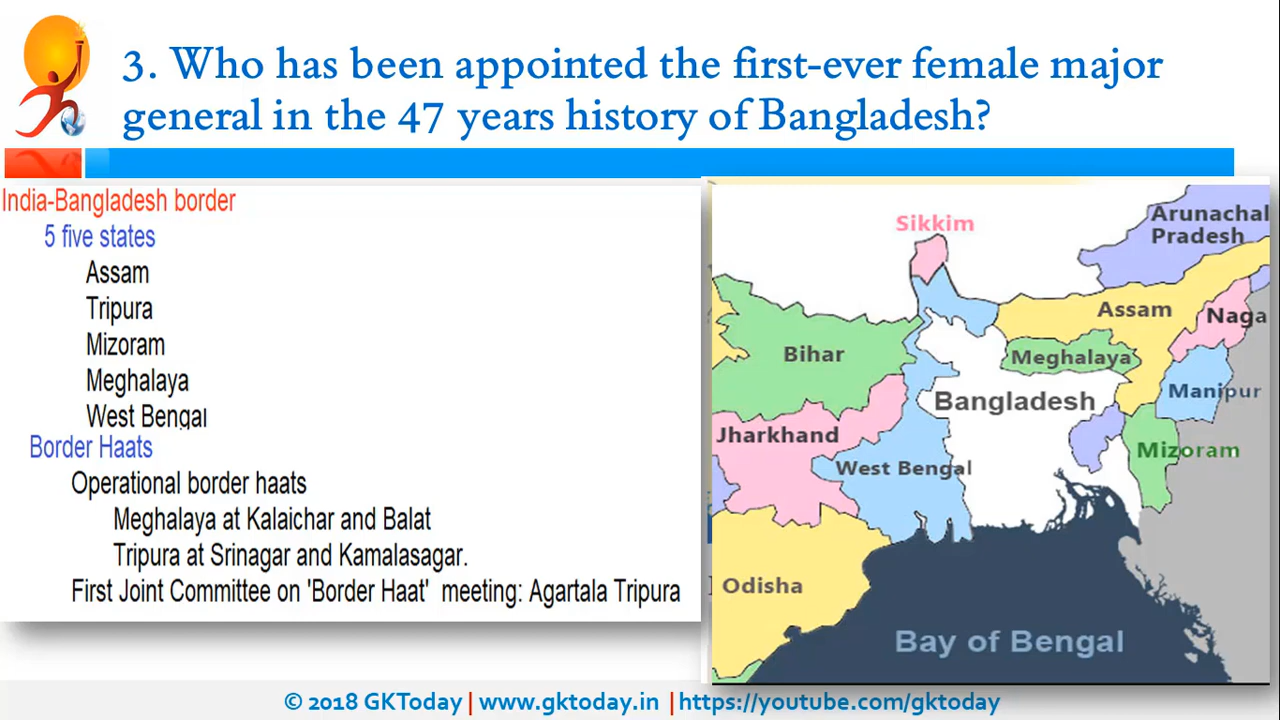 3. Who has been appointed the first-ever female major
general in the 47 years history of Bangladesh?
India-Bangladesh border
5 five states
Assam
Tripura
Mizoram
Meghalaya
West Bengal
Border Haats
Operational border haats
Meghalaya at Kalaichar and Balat
Tripura at Srinagar and Kamalasagar.
First Joint Committee on 'Border Haat' meeting: Agartala Tripura
Sikkim
Arunachal
Pradesh
Assam
Naga
Bihar
Meghalaya
Manipur
Bangladesh
Jharkhand
Mizoram
West Bengal
Odisha
Bay of Bengal
© 2018 GKToday | www.gktoday.in | https://youtube.com/gktoday